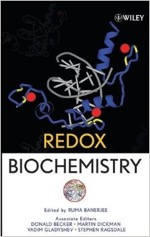 WILEY
REDOX
BIOCHEMISTRY
Edited by RUMA BANERJEE
Associate Editors
DONALD BECKER • MARTIN DICKMAN
VADIM GLADYSHEV • STEPHEN RAGSDALE